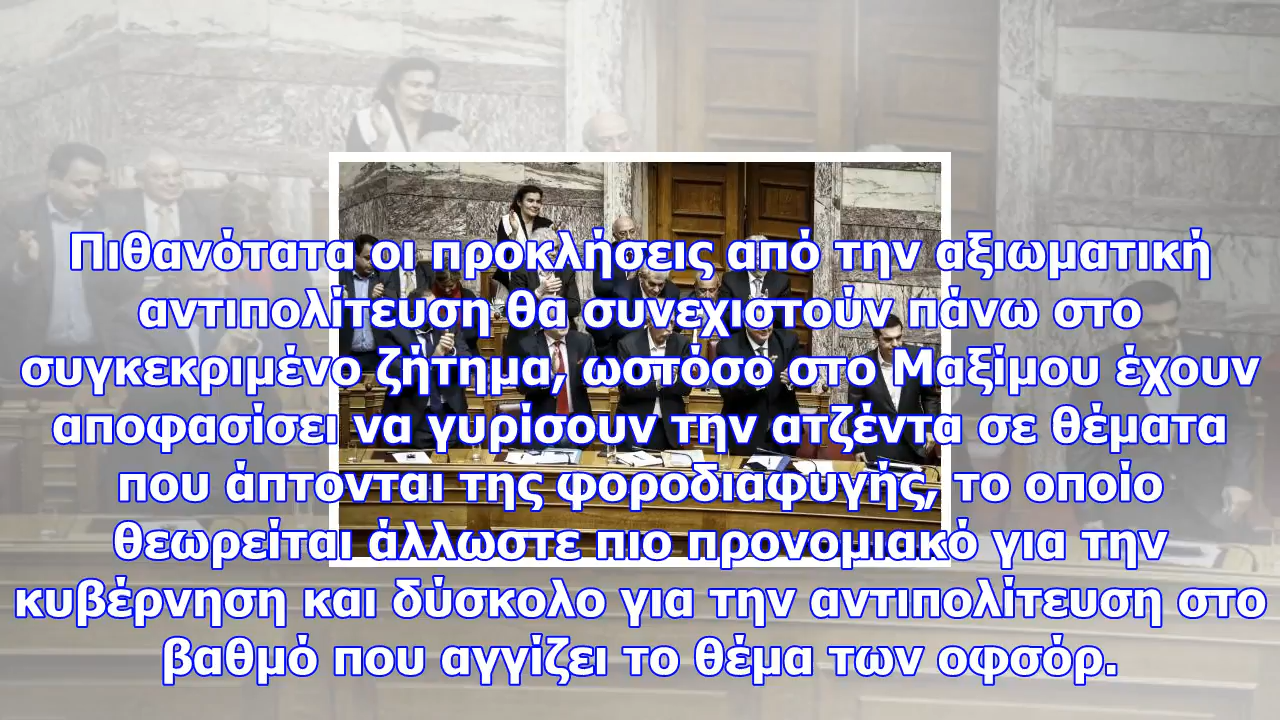 Πιθανότατα οι προκλήσεις από την αξιωματική
αντιπολίτευση θα συνεχιστούν πάνω στο
συγκεκριμένο ζήτημα, ωστόσο στο Μαξίμου έχουν
αποφασίσει να γυρίσουν την ατζέντα σε θέματα
που άπτονται της φοροδιαφυγής, το οποίο
θεωρείται άλλωστε πιο προνομιακό για την
κυβέρνηση και δύσκολο για την αντιπολίτευση στο
βαθμό που αγγίζει το θέμα των οφσόρ.